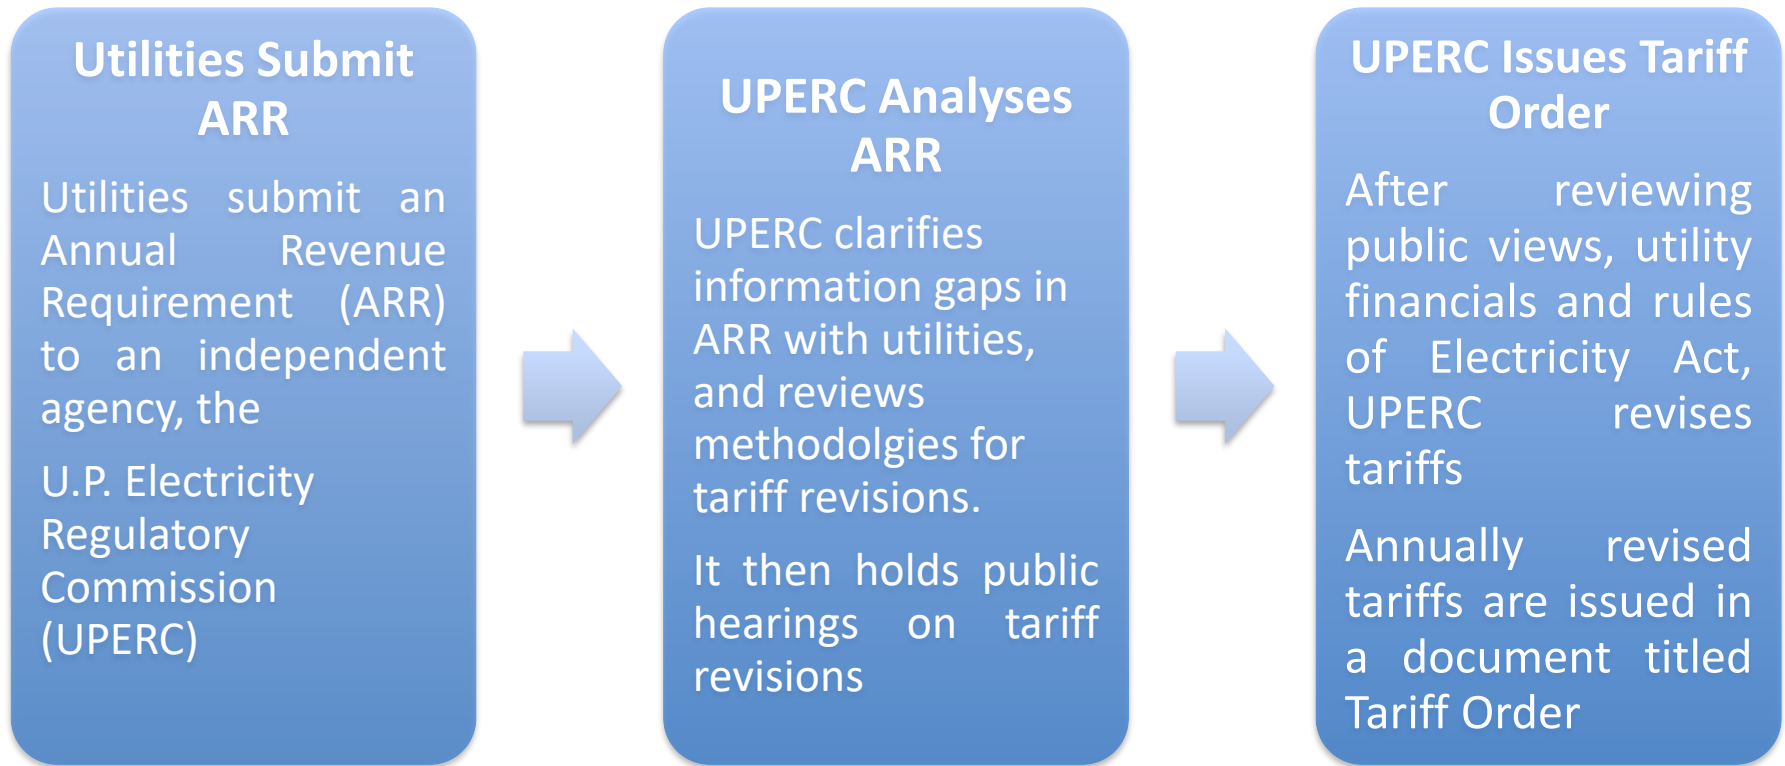 Utilities Submit
ARR
Utilities submit an
Annual Revenue
Requirement (ARR)
to an independent
agency, the
U.P. Electricity
Regulatory
Commission
(UPERC)
UPERC Analyses
ARR
UPERC clarifies
information gaps in
ARR with utilities,
and reviews
methodolgies for
tariff revisions.
It then holds public
hearings on tariff
revisions
UPERC Issues Tariff
Order
After reviewing
public views, utility
financials and rules
of Electricity Act,
UPERC revises
tariffs
Annually revised
tariffs are issued in
a document titled
Tariff Order